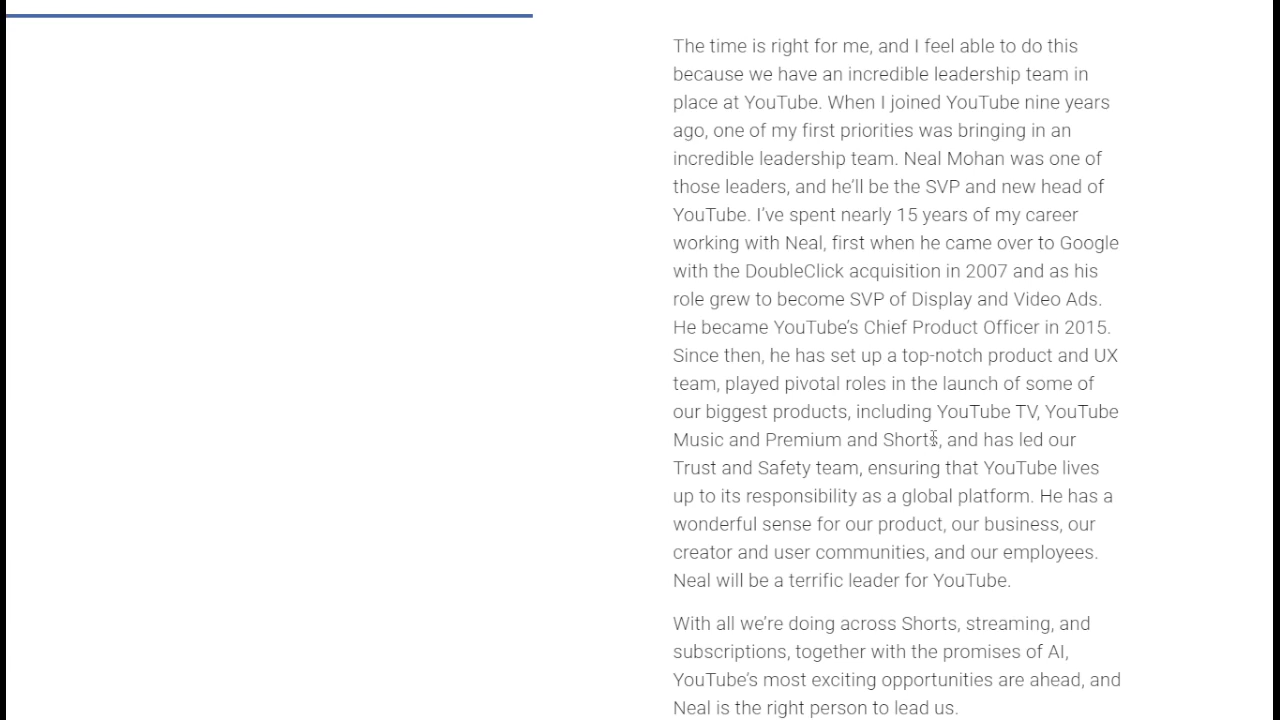 The time is right for me, and I feel able to do this
because we have an incredible leadership team in
place at YouTube. When I joined YouTube nine years
ago, one of my first priorities was bringing in an
incredible leadership team. Neal Mohan was one of
those leaders, and he’ll be the SVP and new head of
YouTube. I’ve spent nearly 15 years of my career
working with Neal, first when he came over to Google
with the DoubleClick acquisition in 2007 and as his
role grew to become SVP of Display and Video Ads.
He became YouTube’s Chief Product Officer in 2015.
Since then, he has set up a top-notch product and UX
team, played pivotal roles in the launch of some of
our biggest products, including YouTube TV, YouTube
Music and Premium and Shorts, and has led our
Trust and Safety team, ensuring that YouTube lives
up to its responsibility as a global platform. He has a
wonderful sense for our product, our business, our
creator and user communities, and our employees.
Neal will be a terrific leader for YouTube.
With all we’re doing across Shorts, streaming, and
subscriptions, together with the promises of AI,
YouTube’s most exciting opportunities are ahead, and
Neal is the right person to lead us.